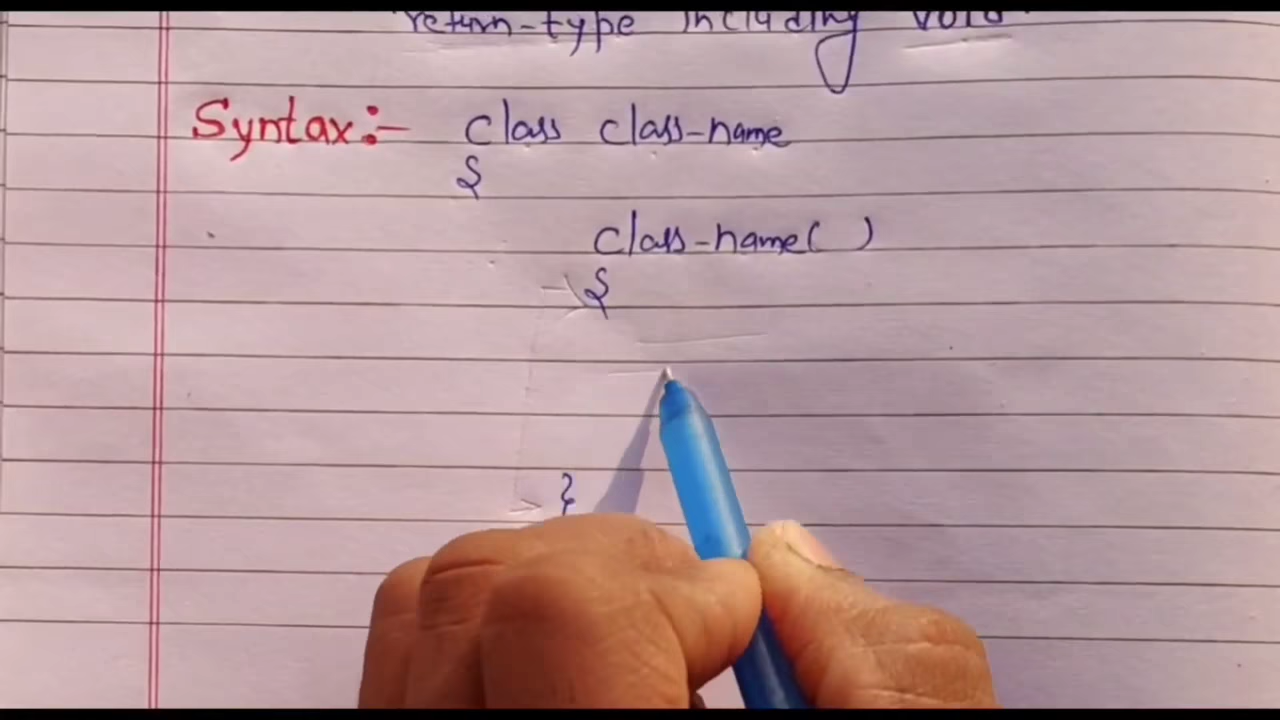 return-type including void
Syntax:- Class class-name
{
Class-name( )
{
}